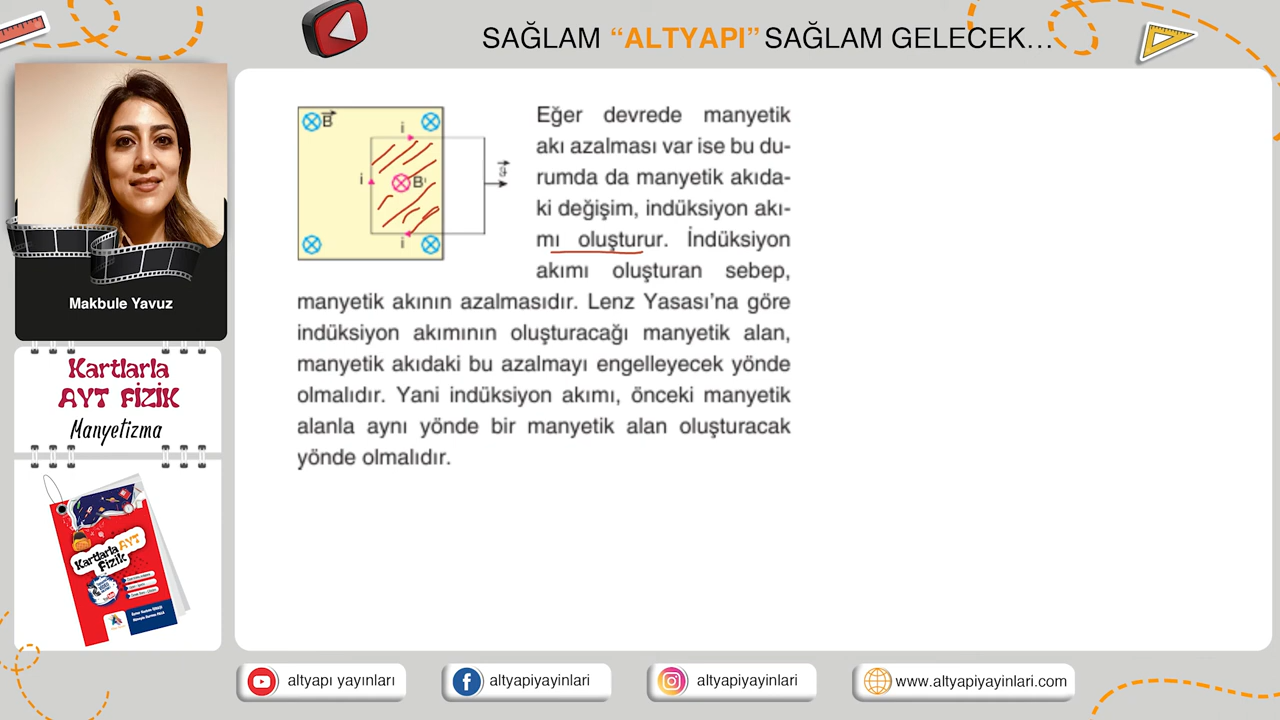 SAĞLAM “ALTYAPI” SAĞLAM GELECEK...
Makbule Yavuz
Kartlarla
AYT FİZİK
Manyetizma
Kartlarla AYT
Fizik
B
i
i
B'
i
Eğer devrede manyetik
akı azalması var ise bu du-
rumda da manyetik akıda-
ki değişim, indüksiyon akı-
mı oluşturur. İndüksiyon
akımı oluşturan sebep,
manyetik akının azalmasıdır. Lenz Yasası’na göre
indüksiyon akımının oluşturacağı manyetik alan,
manyetik akıdaki bu azalmayı engelleyecek yönde
olmalıdır. Yani indüksiyon akımı, önceki manyetik
alanla aynı yönde bir manyetik alan oluşturacak
yönde olmalıdır.
altyapı yayınları
altyapiyayinlari
altyapiyayinlari
www.altyapiyayinlari.com